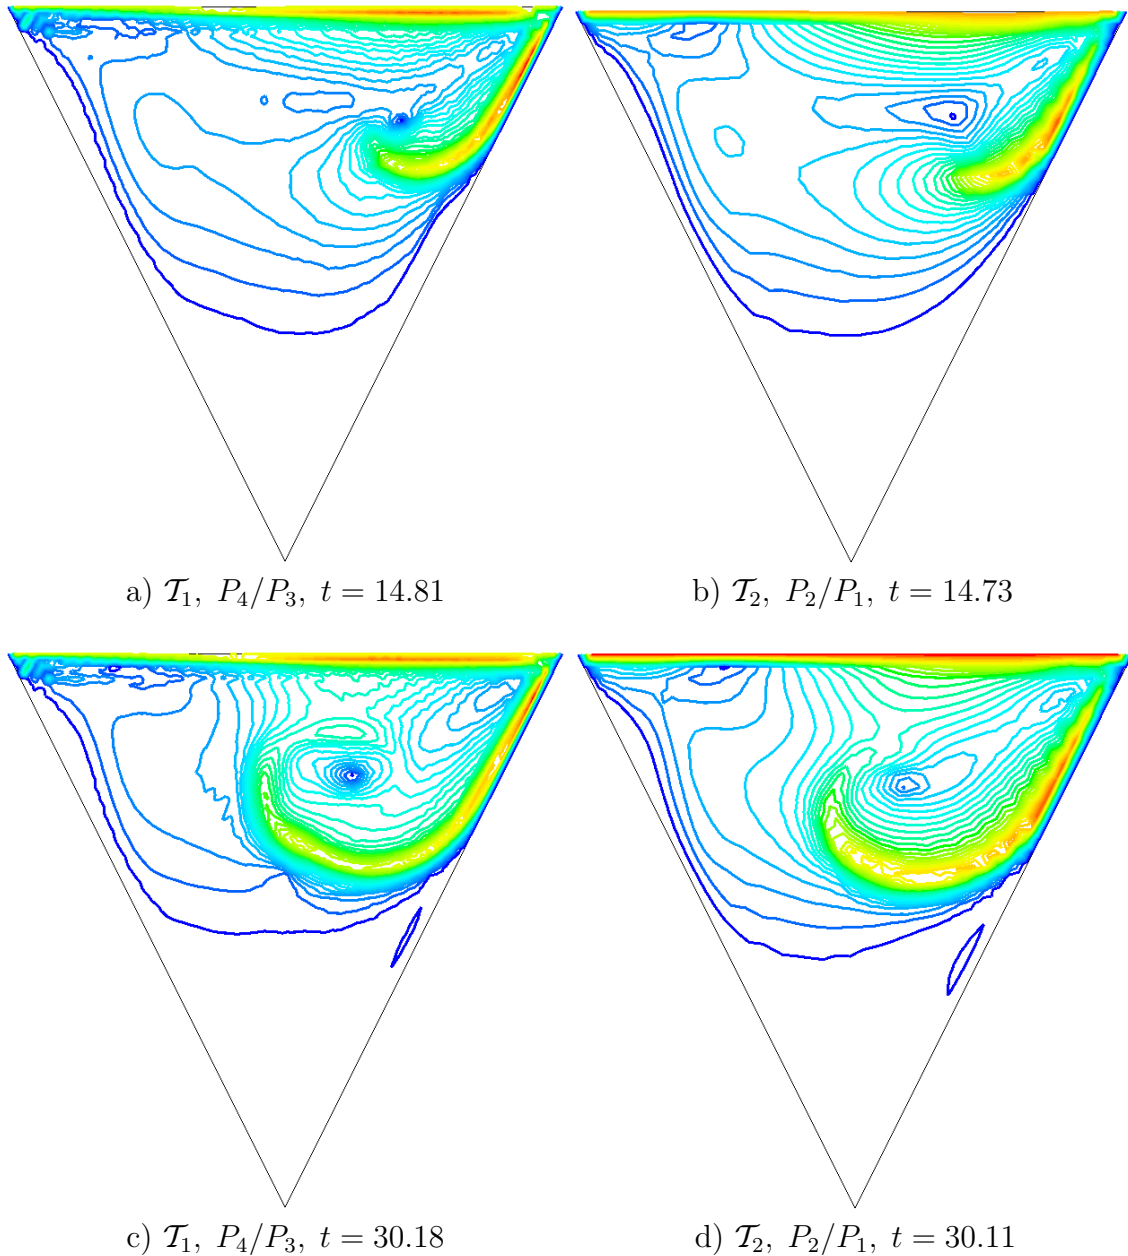 a) 𝒯₁, P₄/P₃, t = 14.81
b) 𝒯₂, P₂/P₁, t = 14.73
c) 𝒯₁, P₄/P₃, t = 30.18
d) 𝒯₂, P₂/P₁, t = 30.11